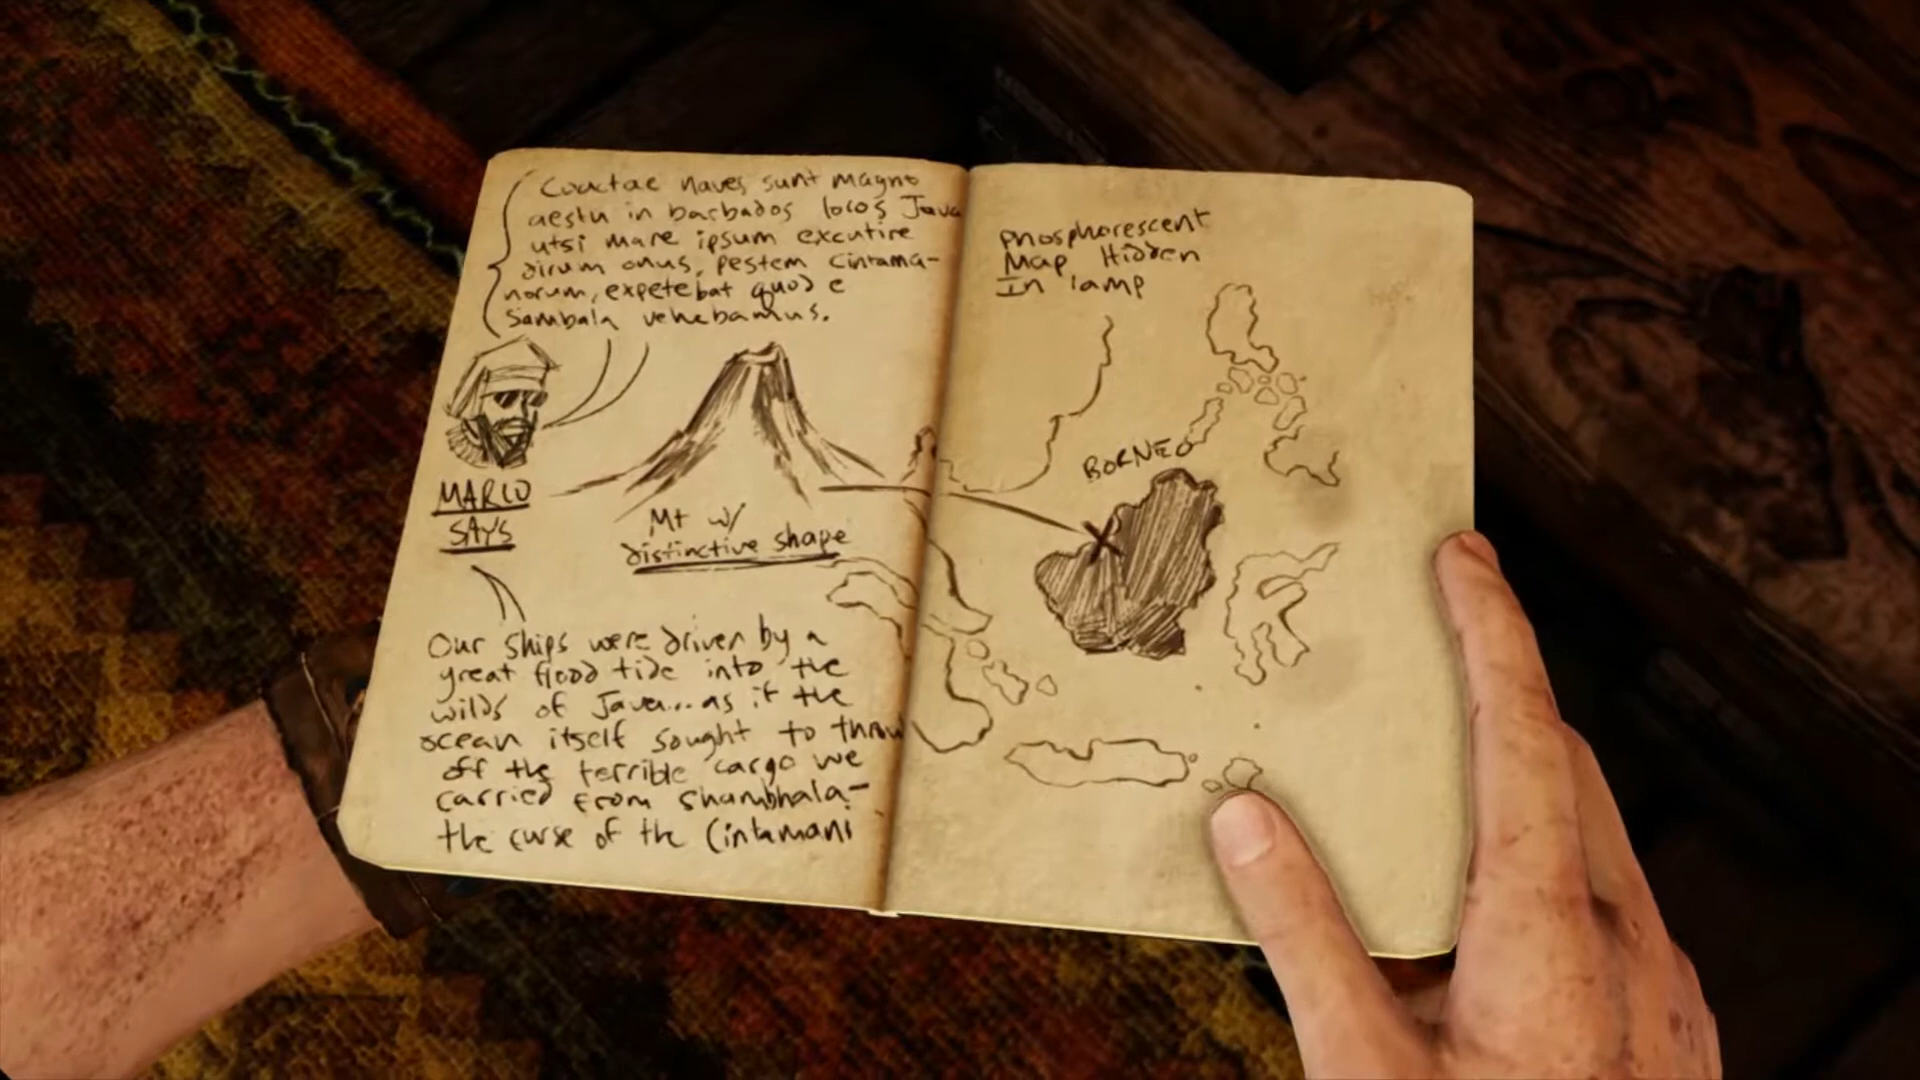 Coactae naves sunt magno
aestu in barbados locos Java
utsi mare ipsum excutire
dirum onus, pestem cintama-
norum, expetebat quod e
Sambala vehebamus.
MARCO
SAYS
Mt w/
distinctive shape
Our ships were driven by a
great flood tide into the
wilds of Java... as if the
ocean itself sought to throw
off the terrible cargo we
carried from Shambhala-
the curse of the Cintamani
Phosphorescent
Map Hidden
In lamp
BORNEO